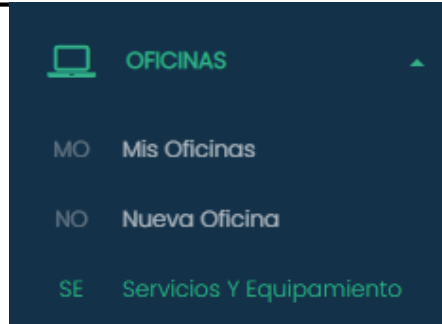 OFICINAS
MO Mis Oficinas
NO Nueva Oficina
SE Servicios Y Equipamiento